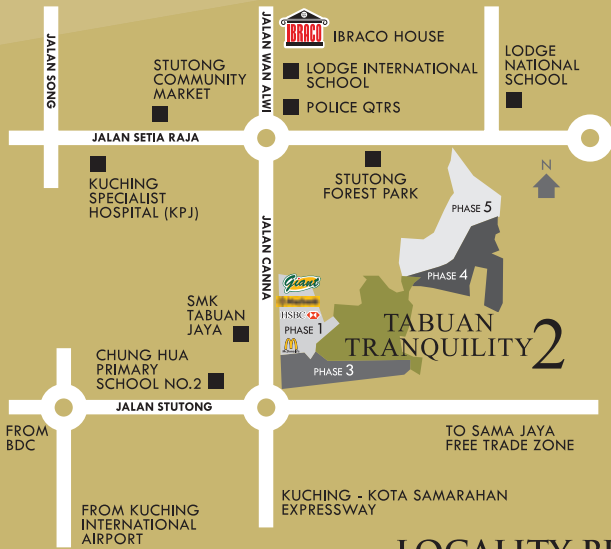 JALAN SONG
JALAN WAN ALWI
IBRACO
IBRACO HOUSE
LODGE INTERNATIONAL
SCHOOL
POLICE QTRS
LODGE
NATIONAL
SCHOOL
STUTONG
COMMUNITY
MARKET
JALAN SETIA RAJA
KUCHING
SPECIALIST
HOSPITAL (KPJ)
STUTONG
FOREST PARK
N
PHASE 5
PHASE 4
JALAN CANNA
Giant
HSBC
PHASE 1
McDonald's
SMK
TABUAN
JAYA
TABUAN
TRANQUILITY 2
CHUNG HUA
PRIMARY
SCHOOL NO.2
PHASE 3
JALAN STUTONG
FROM
BDC
TO SAMA JAYA
FREE TRADE ZONE
KUCHING - KOTA SAMARAHAN
EXPRESSWAY
FROM KUCHING
INTERNATIONAL
AIRPORT
LOCALITY